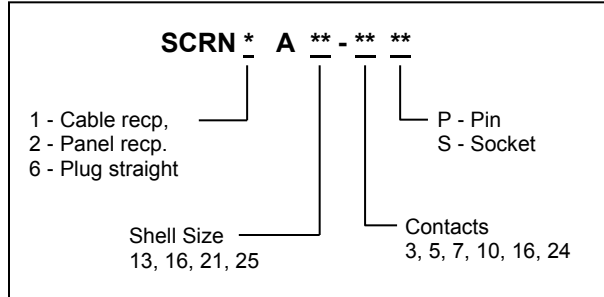 SCRN * A ** - ** **
1 - Cable recp,
2 - Panel recp.
6 - Plug straight
P - Pin
S - Socket
Shell Size
13, 16, 21, 25
Contacts
3, 5, 7, 10, 16, 24